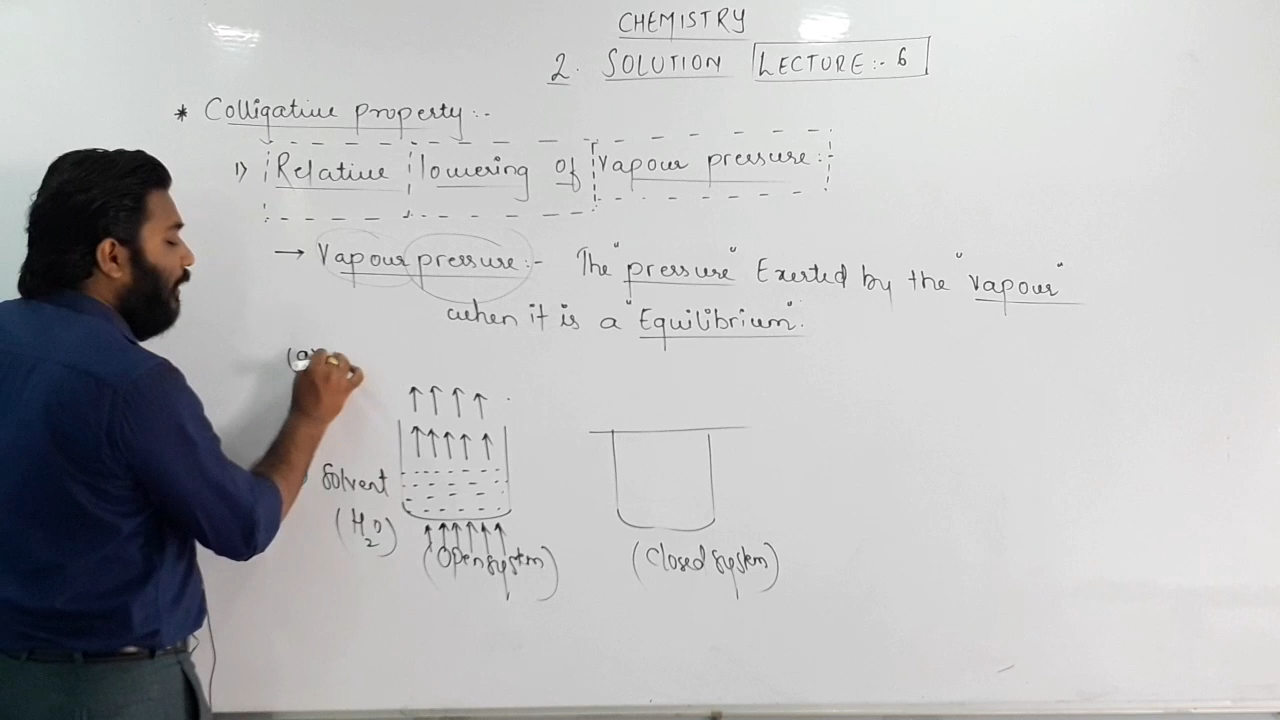 CHEMISTRY
2. SOLUTION LECTURE:- 6
* Colligative property:-
1) Relative lowering of Vapour pressure:-
→ Vapour pressure:- The "pressure" Exerted by the "Vapour"
when it is a "Equilibrium".
Solvent
(H2O)
(Open system) (Closed system)